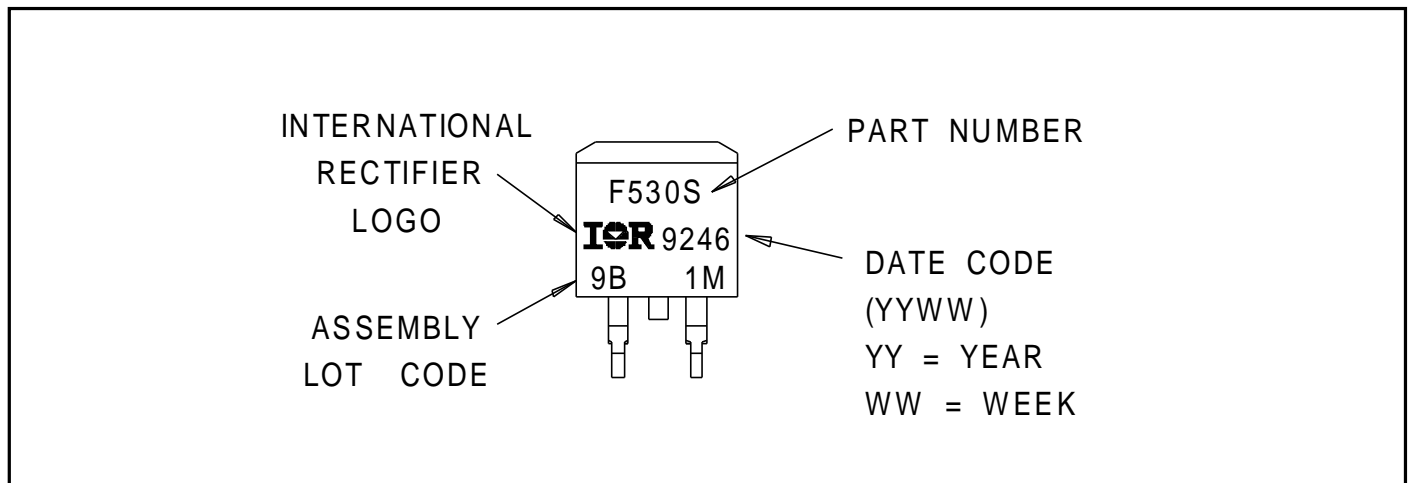 INTERNATIONAL
RECTIFIER
LOGO
ASSEMBLY
LOT CODE
F530S
IOR 9246
9B 1M
PART NUMBER
DATE CODE
(YYWW)
YY = YEAR
WW = WEEK